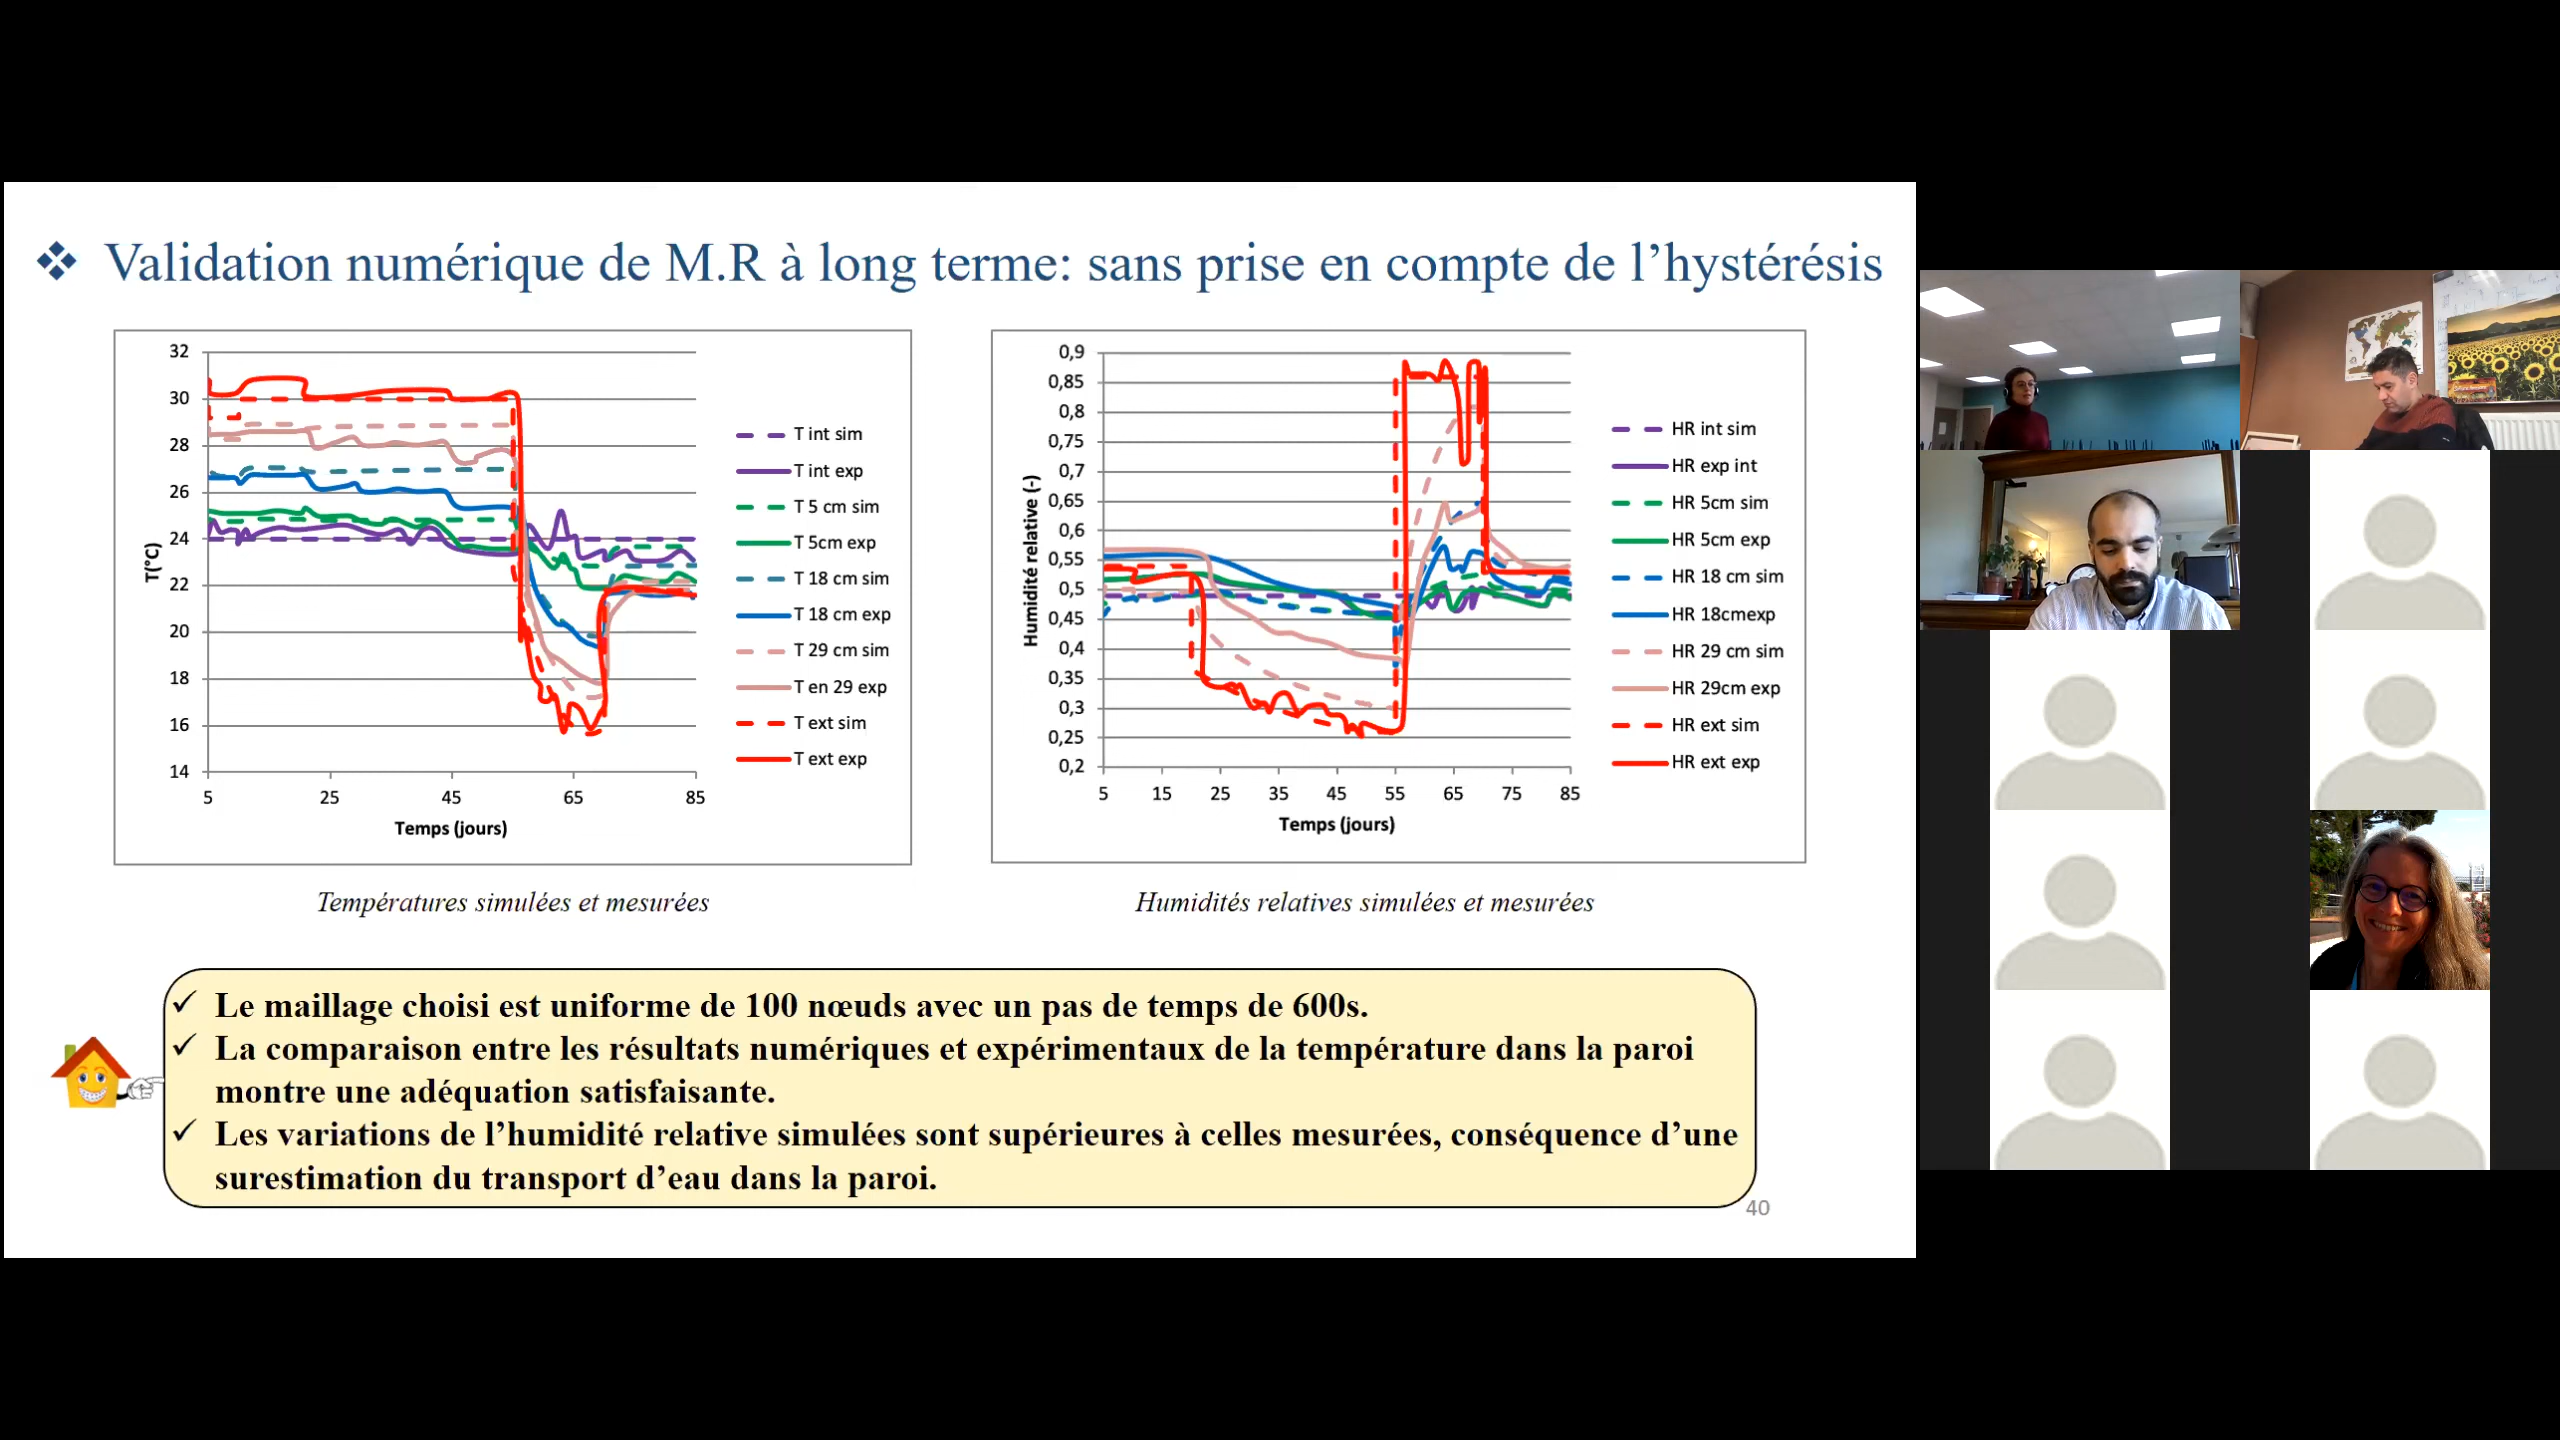 ❖ Validation numérique de M.R à long terme: sans prise en compte de l’hystérésis
32
30
28
26
24
22
20
18
16
14
T(°C)
5 25 45 65 85
Temps (jours)
T int sim
T int exp
T 5 cm sim
T 5cm exp
T 18 cm sim
T 18 cm exp
T 29 cm sim
T en 29 exp
T ext sim
T ext exp
0,9
0,85
0,8
0,75
0,7
0,65
0,6
0,55
0,5
0,45
0,4
0,35
0,3
0,25
0,2
Humidité relative (-)
5 15 25 35 45 55 65 75 85
Temps (jours)
HR int sim
HR exp int
HR 5cm sim
HR 5cm exp
HR 18 cm sim
HR 18cmexp
HR 29 cm sim
HR 29cm exp
HR ext sim
HR ext exp
Températures simulées et mesurées
Humidités relatives simulées et mesurées
✓ Le maillage choisi est uniforme de 100 nœuds avec un pas de temps de 600s.
✓ La comparaison entre les résultats numériques et expérimentaux de la température dans la paroi
montre une adéquation satisfaisante.
✓ Les variations de l’humidité relative simulées sont supérieures à celles mesurées, conséquence d’une
surestimation du transport d’eau dans la paroi.
40